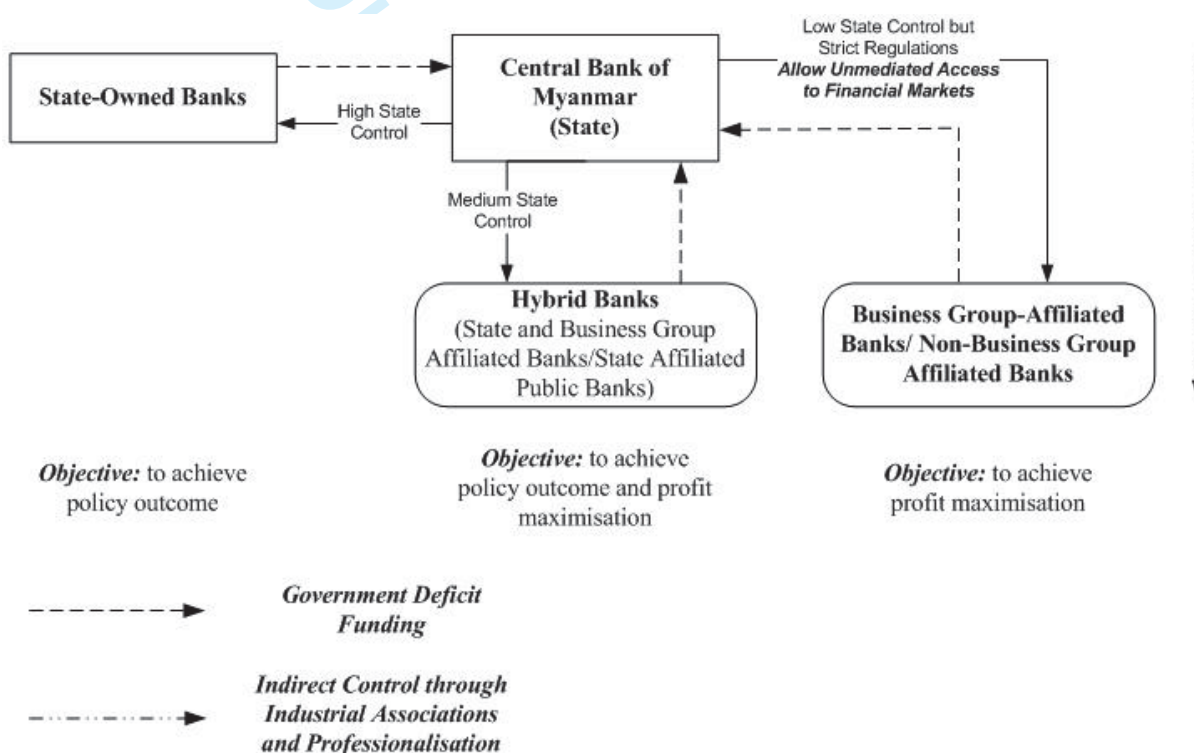 State-Owned Banks
High State
Control
Central Bank of
Myanmar
(State)
Low State Control but
Strict Regulations
Allow Unmediated Access
to Financial Markets
Medium State
Control
Hybrid Banks
(State and Business Group
Affiliated Banks/State Affiliated
Public Banks)
Business Group-Affiliated
Banks/ Non-Business Group
Affiliated Banks
Objective: to achieve
policy outcome
Objective: to achieve
policy outcome and profit
maximisation
Objective: to achieve
profit maximisation
Government Deficit
Funding
Indirect Control through
Industrial Associations
and Professionalisation